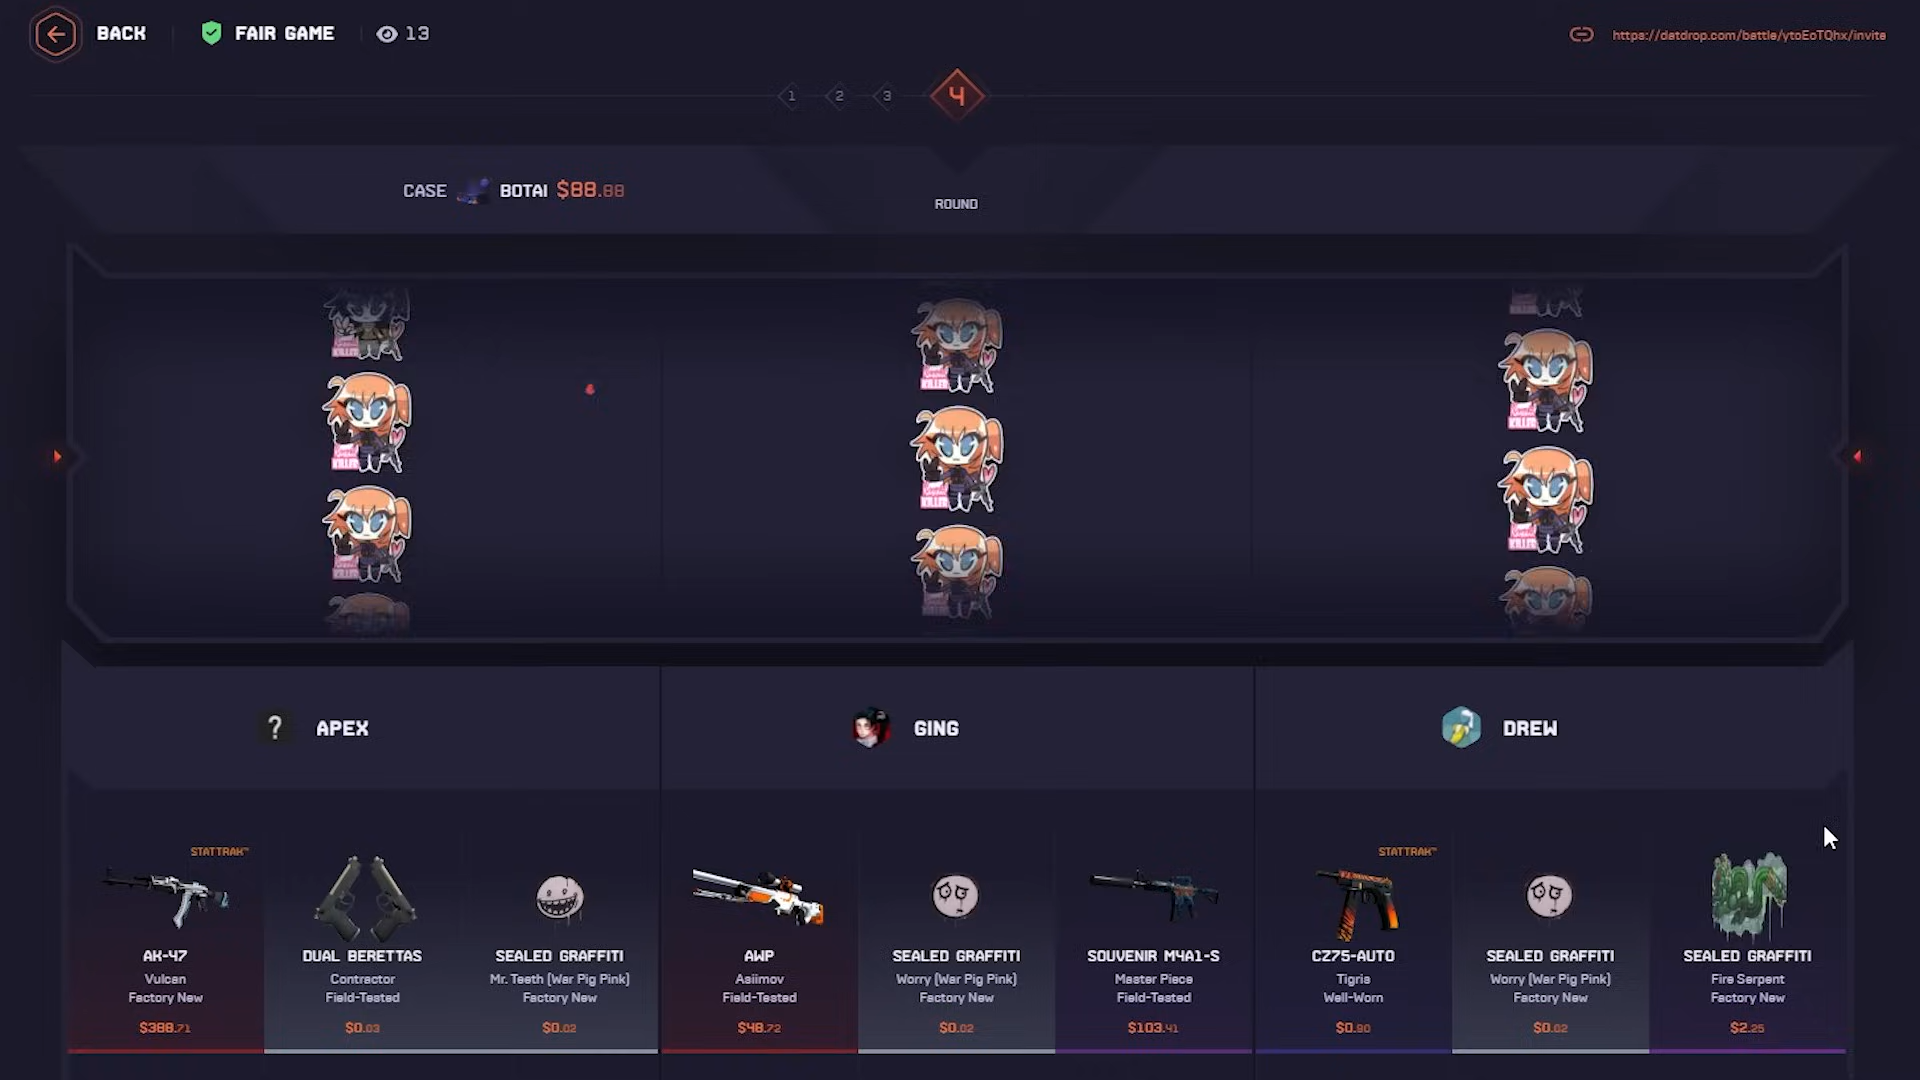 BACK
FAIR GAME
13
https://datdrop.com/battle/ytoEoTQhx/invite
1
2
3
4
CASE BOTAI $88.88
ROUND
KILLER
KILLER
KILLER
KILLER
APEX
GING
DREW
STATTRAK™
AK-47
Vulcan
Factory New
$388.71
DUAL BERETTAS
Contractor
Field-Tested
$0.03
SEALED GRAFFITI
Mr. Teeth (War Pig Pink)
Factory New
$0.02
AWP
Asiimov
Field-Tested
$48.72
SEALED GRAFFITI
Worry (War Pig Pink)
Factory New
$0.02
SOUVENIR M4A1-S
Master Piece
Field-Tested
$103.41
STATTRAK™
CZ75-AUTO
Tigris
Well-Worn
$0.90
SEALED GRAFFITI
Worry (War Pig Pink)
Factory New
$0.02
SEALED GRAFFITI
Fire Serpent
Factory New
$2.25